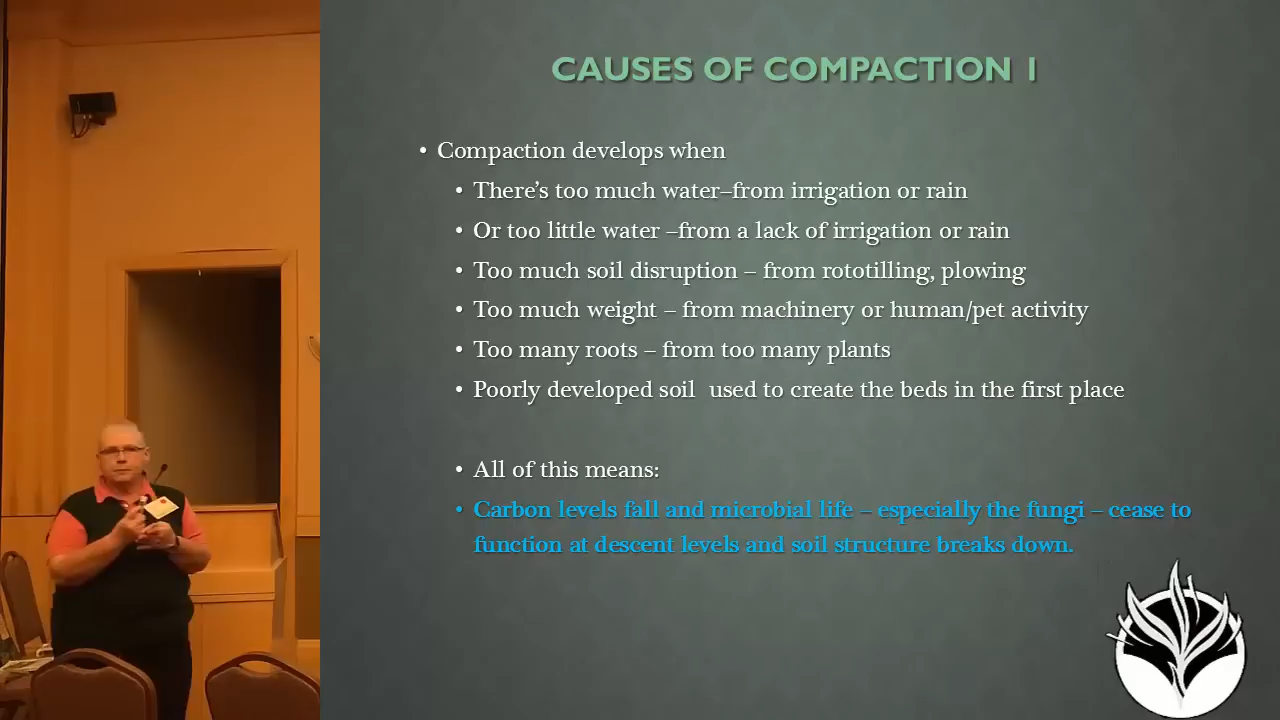 CAUSES OF COMPACTION 1
• Compaction develops when
• There's too much water–from irrigation or rain
• Or too little water –from a lack of irrigation or rain
• Too much soil disruption – from rototilling, plowing
• Too much weight – from machinery or human/pet activity
• Too many roots – from too many plants
• Poorly developed soil  used to create the beds in the first place
• All of this means:
• Carbon levels fall and microbial life – especially the fungi – cease to
function at descent levels and soil structure breaks down.